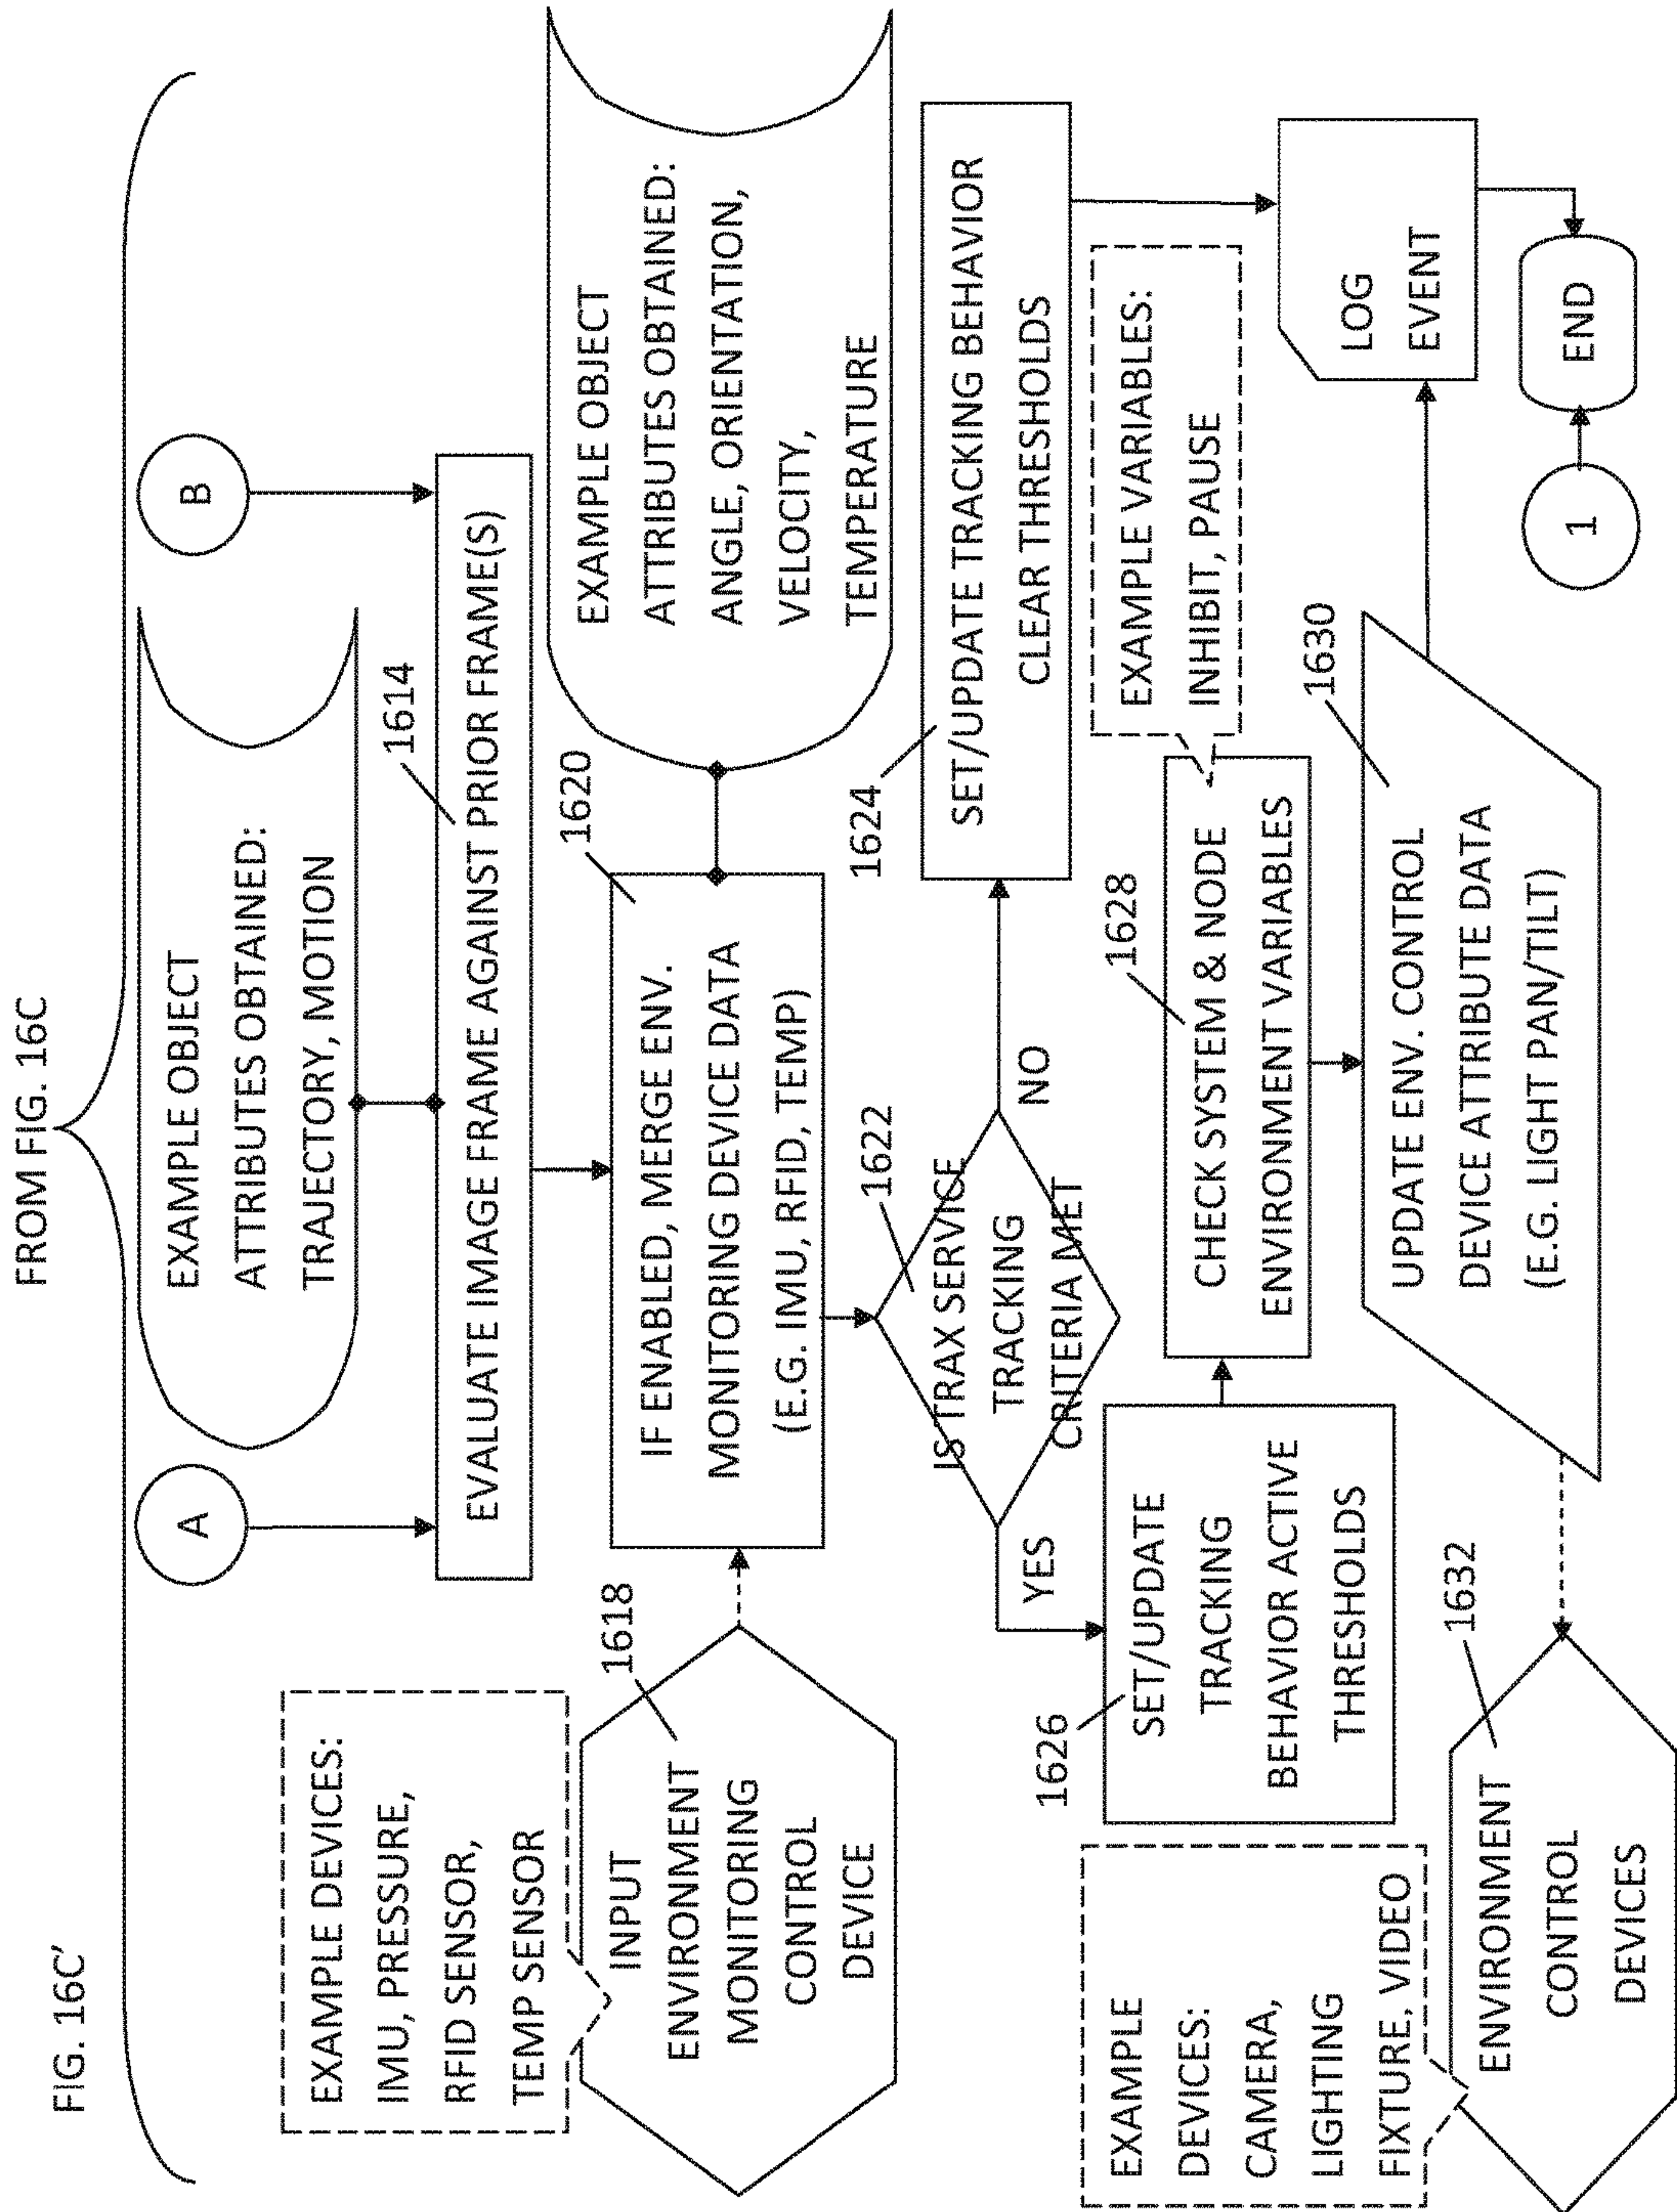 FIG. 16C'
FROM FIG. 16C
A
EXAMPLE OBJECT
ATTRIBUTES OBTAINED:
TRAJECTORY, MOTION
B
1614
EVALUATE IMAGE FRAME AGAINST PRIOR FRAME(S)
EXAMPLE DEVICES:
IMU, PRESSURE,
RFID SENSOR,
TEMP SENSOR
1618
INPUT
ENVIRONMENT
MONITORING
CONTROL
DEVICE
1620
IF ENABLED, MERGE ENV.
MONITORING DEVICE DATA
(E.G. IMU, RFID, TEMP)
EXAMPLE OBJECT
ATTRIBUTES OBTAINED:
ANGLE, ORIENTATION,
VELOCITY,
TEMPERATURE
1622
IS TRAX SERVICE
TRACKING
CRITERIA MET
YES
NO
1624
SET/UPDATE TRACKING BEHAVIOR
CLEAR THRESHOLDS
1626
SET/UPDATE
TRACKING
BEHAVIOR ACTIVE
THRESHOLDS
1628
CHECK SYSTEM & NODE
ENVIRONMENT VARIABLES
EXAMPLE VARIABLES:
INHIBIT, PAUSE
EXAMPLE
DEVICES:
CAMERA,
LIGHTING
FIXTURE, VIDEO
1632
ENVIRONMENT
CONTROL
DEVICES
1630
UPDATE ENV. CONTROL
DEVICE ATTRIBUTE DATA
(E.G. LIGHT PAN/TILT)
LOG
EVENT
1
END